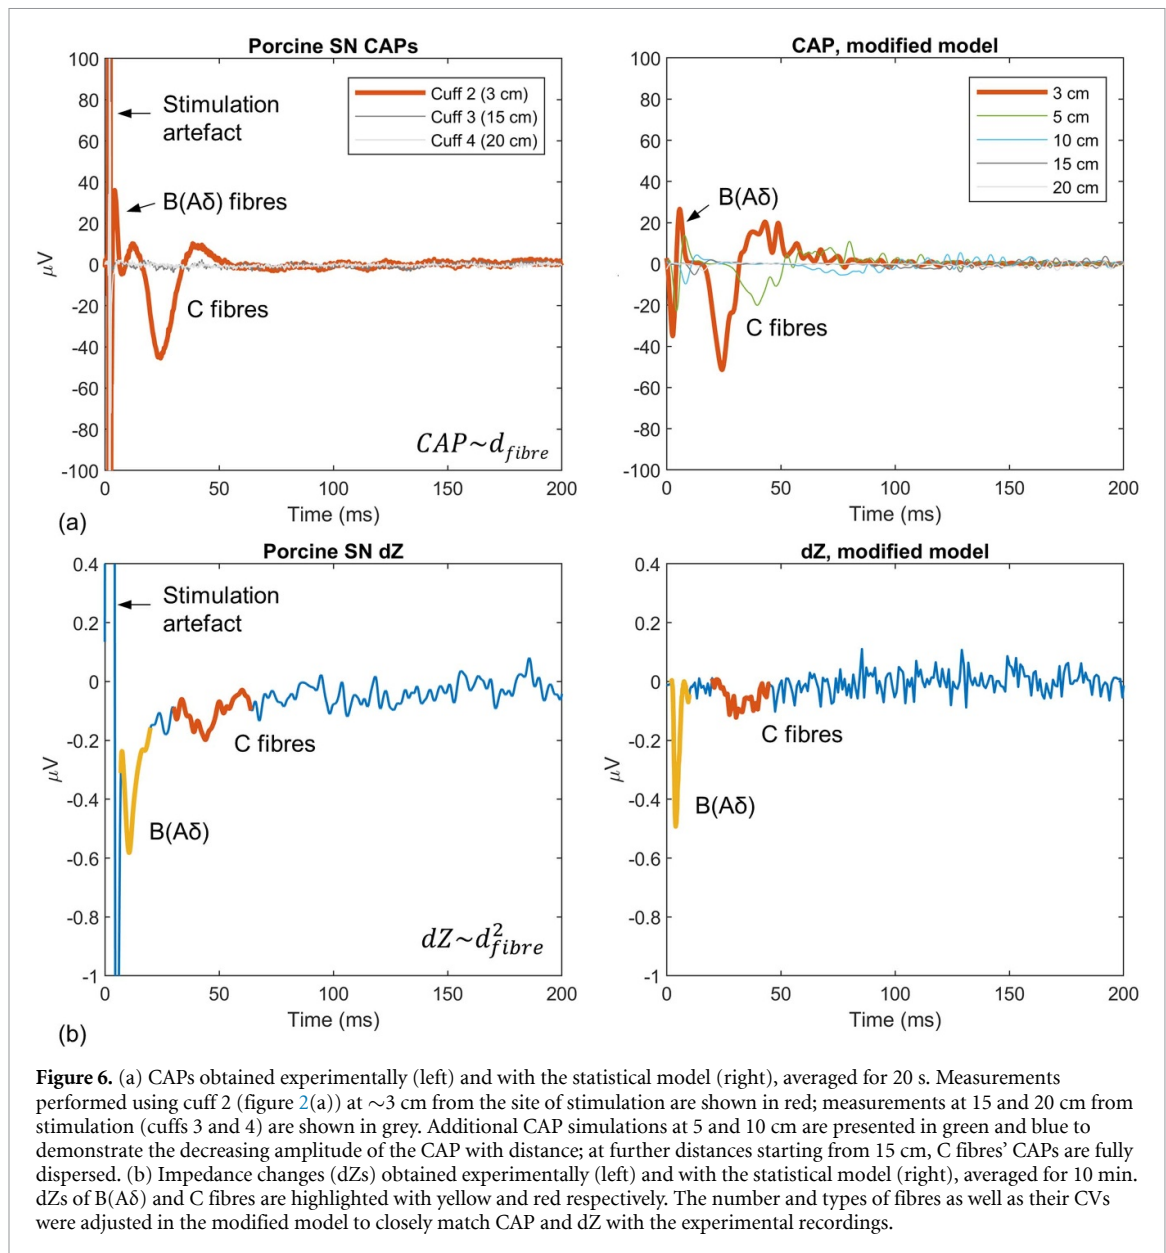 Porcine SN CAPs
100
80
60
40
20
0
-20
-40
-60
-80
-100
μV
Stimulation
artefact
B(Aδ) fibres
C fibres
Cuff 2 (3 cm)
Cuff 3 (15 cm)
Cuff 4 (20 cm)
CAP~d_fibre
0 50 100 150 200
Time (ms)
(a)
CAP, modified model
100
80
60
40
20
0
-20
-40
-60
-80
-100
μV
B(Aδ)
C fibres
3 cm
5 cm
10 cm
15 cm
20 cm
0 50 100 150 200
Time (ms)
Porcine SN dZ
0.4
0.2
0
-0.2
-0.4
-0.6
-0.8
-1
μV
Stimulation
artefact
C fibres
B(Aδ)
dZ~d²_fibre
0 50 100 150 200
Time (ms)
(b)
dZ, modified model
0.4
0.2
0
-0.2
-0.4
-0.6
-0.8
-1
μV
C fibres
B(Aδ)
0 50 100 150 200
Time (ms)
Figure 6. (a) CAPs obtained experimentally (left) and with the statistical model (right), averaged for 20 s. Measurements
performed using cuff 2 (figure 2(a)) at ∼3 cm from the site of stimulation are shown in red; measurements at 15 and 20 cm from
stimulation (cuffs 3 and 4) are shown in grey. Additional CAP simulations at 5 and 10 cm are presented in green and blue to
demonstrate the decreasing amplitude of the CAP with distance; at further distances starting from 15 cm, C fibres’ CAPs are fully
dispersed. (b) Impedance changes (dZs) obtained experimentally (left) and with the statistical model (right), averaged for 10 min.
dZs of B(Aδ) and C fibres are highlighted with yellow and red respectively. The number and types of fibres as well as their CVs
were adjusted in the modified model to closely match CAP and dZ with the experimental recordings.